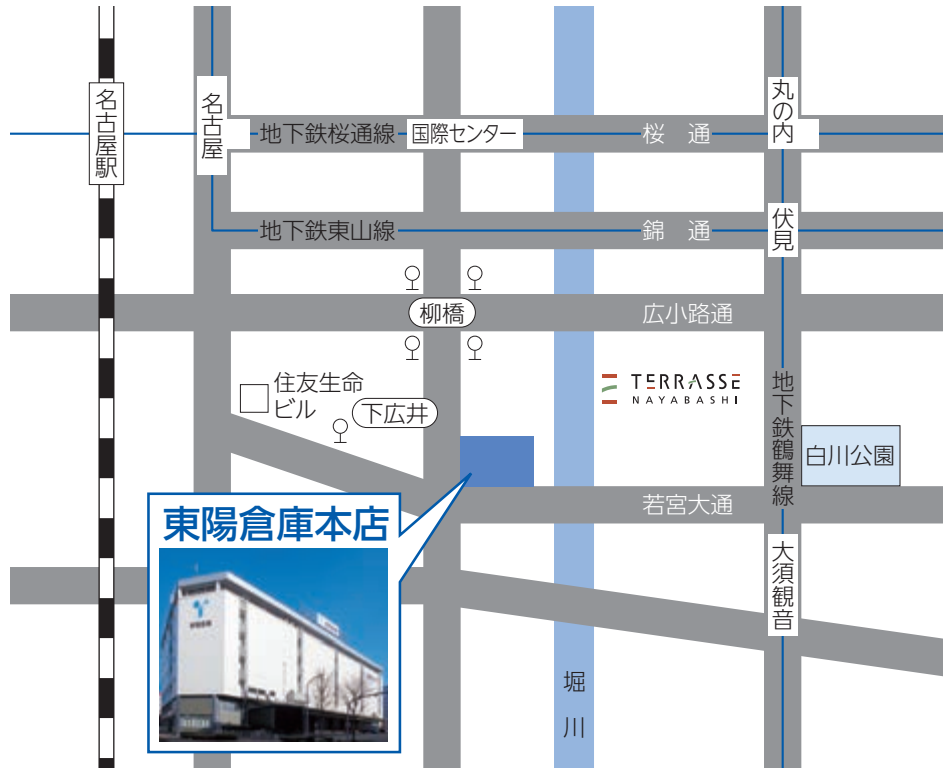 名古屋駅
名古屋
地下鉄桜通線
国際センター
桜 通
丸の内
地下鉄東山線
錦 通
伏見
柳橋
広小路通
住友生命
ビル
下広井
TERRASSE
NAYABASHI
地下鉄鶴舞線
白川公園
若宮大通
東陽倉庫本店
大須観音
堀川